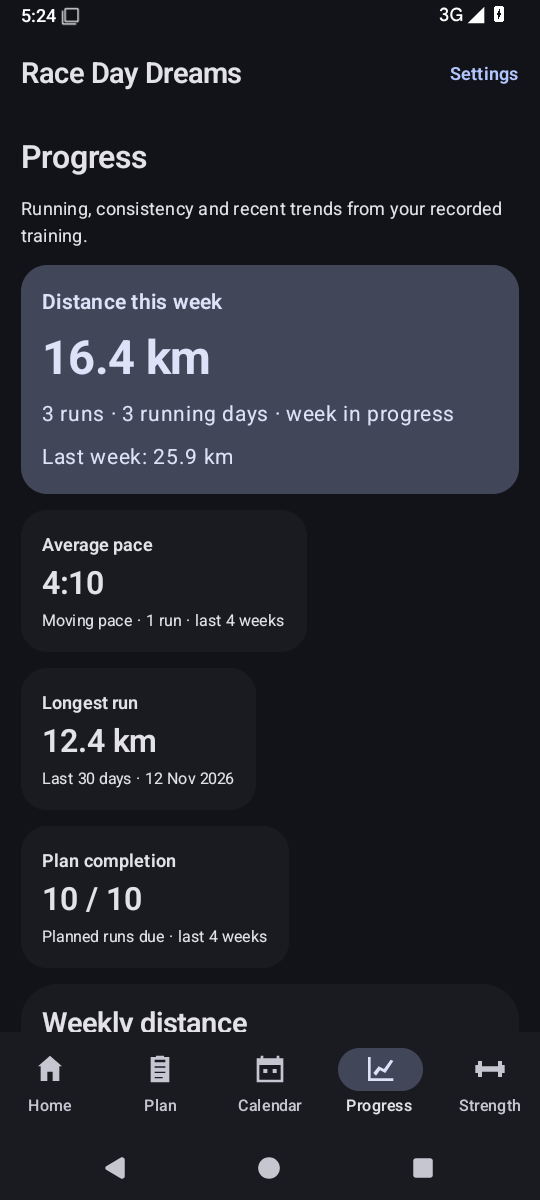 5:24
3G
Race Day Dreams
Settings
Progress
Running, consistency and recent trends from your recorded
training.
Distance this week
16.4 km
3 runs · 3 running days · week in progress
Last week: 25.9 km
Average pace
4:10
Moving pace · 1 run · last 4 weeks
Longest run
12.4 km
Last 30 days · 12 Nov 2026
Plan completion
10 / 10
Planned runs due · last 4 weeks
Weekly distance
Home
Plan
Calendar
Progress
Strength